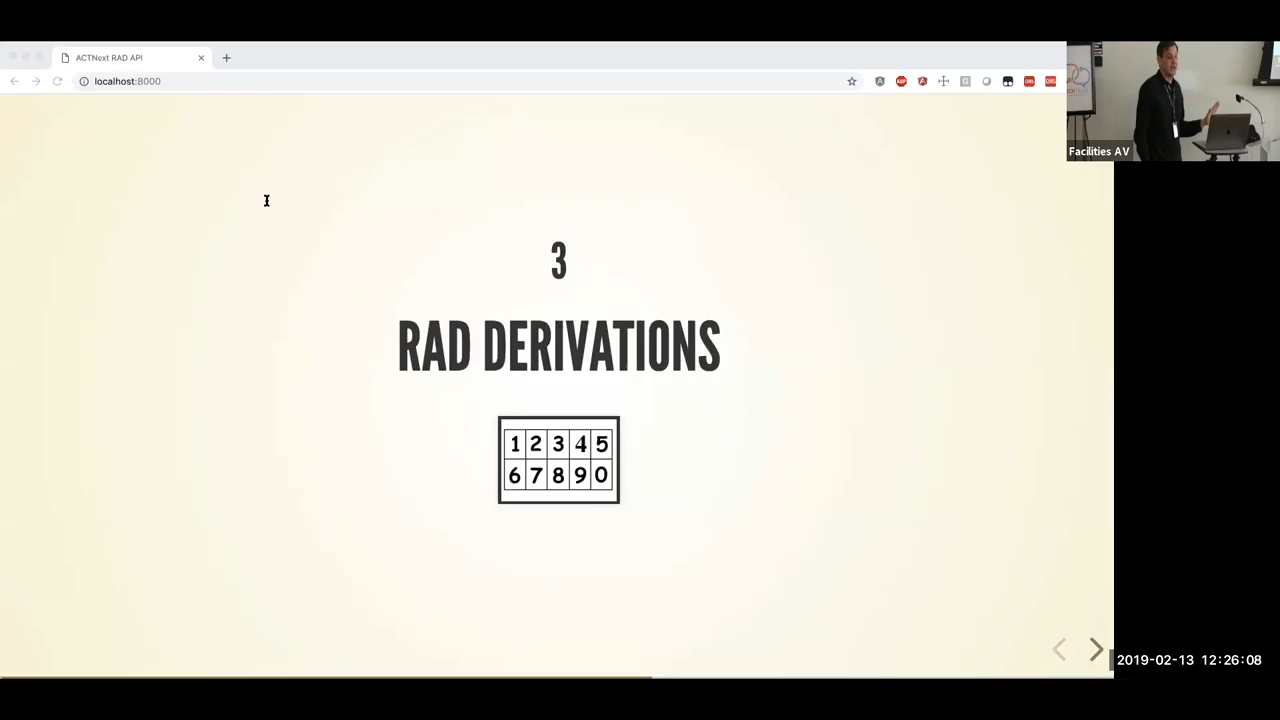 ACTNext RAD API
localhost:8000
Facilities AV
3
RAD DERIVATIONS
1 2 3 4 5
6 7 8 9 0
2019-02-13 12:26:08